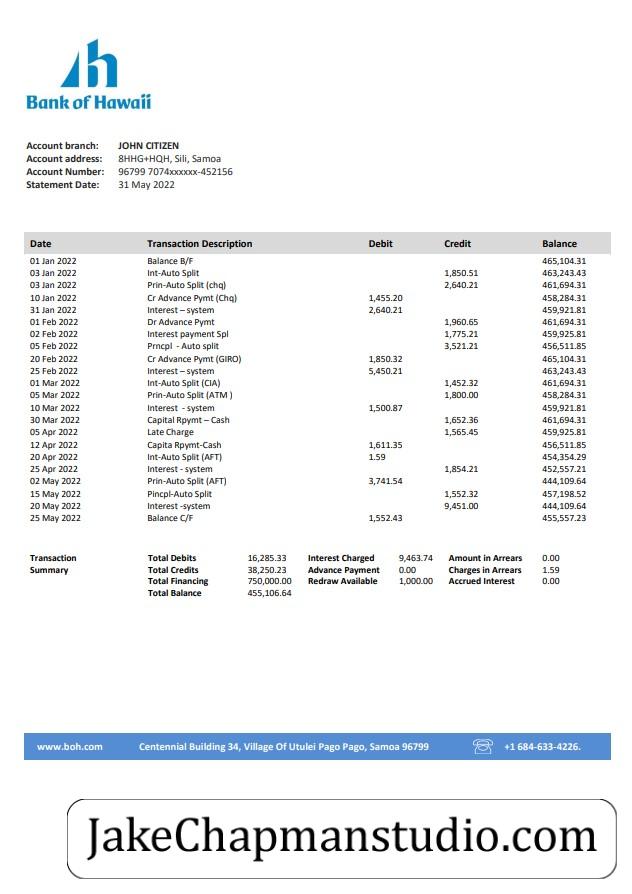 Bank of Hawaii
Account branch: JOHN CITIZEN
Account address: 8HHG+HQH, Sili, Samoa
Account Number: 96799 7074xxxxxx-452156
Statement Date: 31 May 2022
Date Transaction Description Debit Credit Balance
01 Jan 2022 Balance B/F 465,104.31
03 Jan 2022 Int-Auto Split 1,850.51 463,243.43
03 Jan 2022 Prin-Auto Split (chq) 2,640.21 461,694.31
10 Jan 2022 Cr Advance Pymt (Chq) 1,455.20 458,284.31
31 Jan 2022 Interest – system 2,640.21 459,921.81
01 Feb 2022 Dr Advance Pymt 1,960.65 461,694.31
02 Feb 2022 Interest payment Spl 1,775.21 459,925.81
05 Feb 2022 Prncpl - Auto split 3,521.21 456,511.85
20 Feb 2022 Cr Advance Pymt (GIRO) 1,850.32 465,104.31
25 Feb 2022 Interest – system 5,450.21 463,243.43
01 Mar 2022 Int-Auto Split (CIA) 1,452.32 461,694.31
05 Mar 2022 Prin-Auto Split (ATM ) 1,800.00 458,284.31
10 Mar 2022 Interest - system 1,500.87 459,921.81
30 Mar 2022 Capital Rpymt – Cash 1,652.36 461,694.31
05 Apr 2022 Late Charge 1,565.45 459,925.81
12 Apr 2022 Capita Rpymt-Cash 1,611.35 456,511.85
20 Apr 2022 Int-Auto Split (AFT) 1.59 454,354.29
25 Apr 2022 Interest - system 1,854.21 452,557.21
02 May 2022 Prin-Auto Split (AFT) 3,741.54 444,109.64
15 May 2022 Pincpl-Auto Split 1,552.32 457,198.52
20 May 2022 Interest -system 9,451.00 444,109.64
25 May 2022 Balance C/F 1,552.43 455,557.23
Transaction Total Debits 16,285.33 Interest Charged 9,463.74 Amount in Arrears 0.00
Summary Total Credits 38,250.23 Advance Payment 0.00 Charges in Arrears 1.59
Total Financing 750,000.00 Redraw Available 1,000.00 Accrued Interest 0.00
Total Balance 455,106.64
www.boh.com Centennial Building 34, Village Of Utulei Pago Pago, Samoa 96799 +1 684-633-4226.
JakeChapmanstudio.com